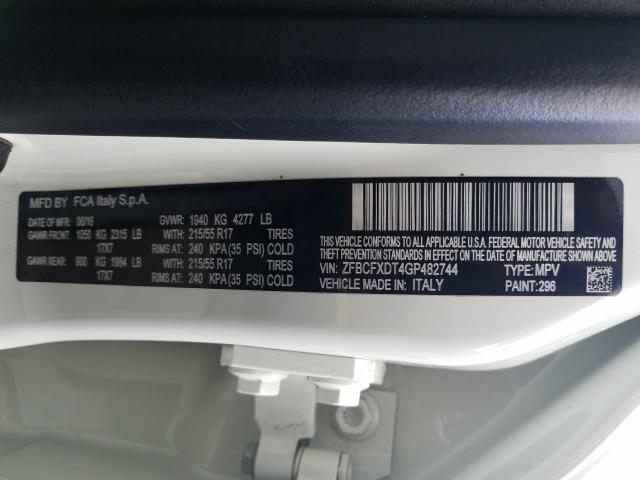 MFD BY FCA Italy S.p.A.
DATE OF MFD: 06/16 GVWR: 1940 KG 4277 LB
GAWR FRONT: 1050 KG 2315 LB WITH: 215/55 R17 TIRES
17X7 RIMS AT: 240 KPA (35 PSI) COLD
GAWR REAR: 900 KG 1984 LB WITH: 215/55 R17 TIRES
17X7 RIMS AT: 240 KPA (35 PSI) COLD
THIS VEHICLE CONFORMS TO ALL APPLICABLE U.S.A. FEDERAL MOTOR VEHICLE SAFETY,
BUMPER AND THEFT PREVENTION STANDARDS IN EFFECT ON THE DATE OF MANUFACTURE SHOWN ABOVE.
VIN: ZFBCFXDT4GP482744 TYPE: MPV
VEHICLE MADE IN: ITALY PAINT: 296